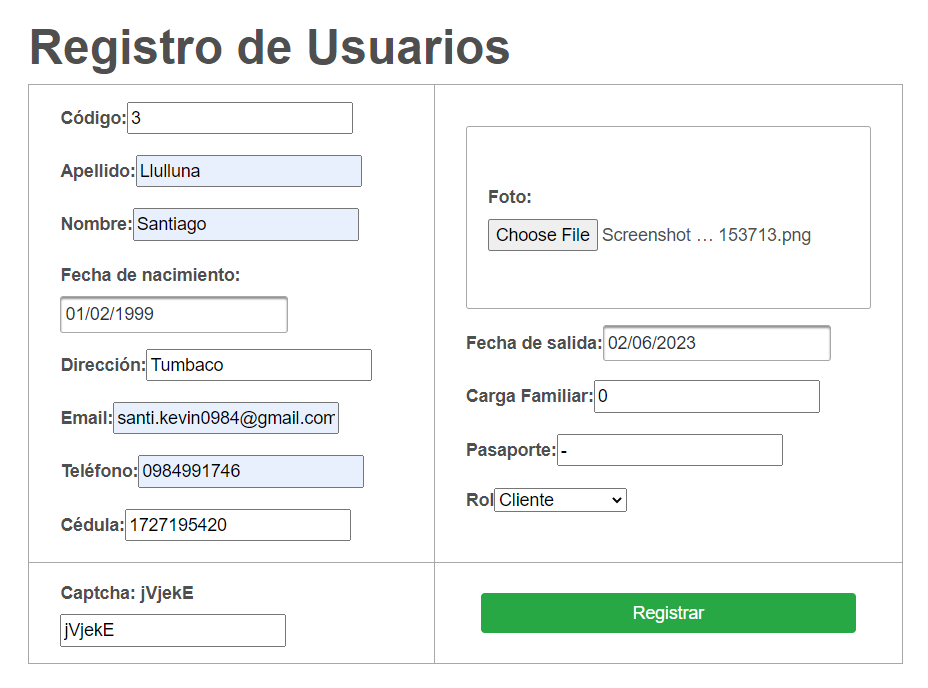 Registro de Usuarios
Código: 3
Apellido: Llulluna
Nombre: Santiago
Fecha de nacimiento:
01/02/1999
Dirección: Tumbaco
Email: santi.kevin0984@gmail.com
Teléfono: 0984991746
Cédula: 1727195420
Foto:
Choose File Screenshot … 153713.png
Fecha de salida: 02/06/2023
Carga Familiar: 0
Pasaporte: -
Rol Cliente
Captcha: jVjekE
jVjekE
Registrar